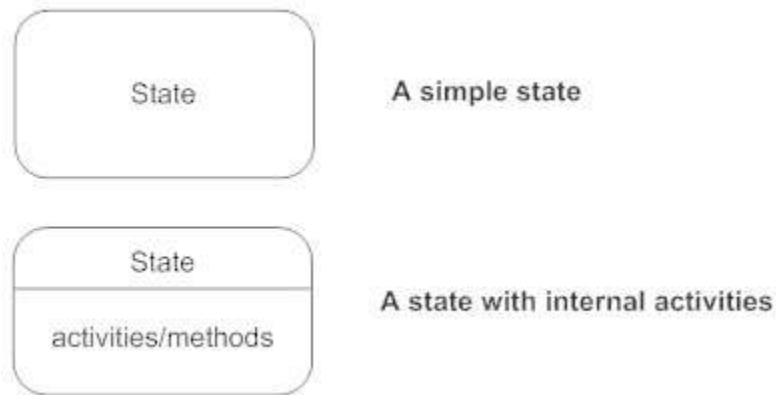 State
A simple state
State
activities/methods
A state with internal activities